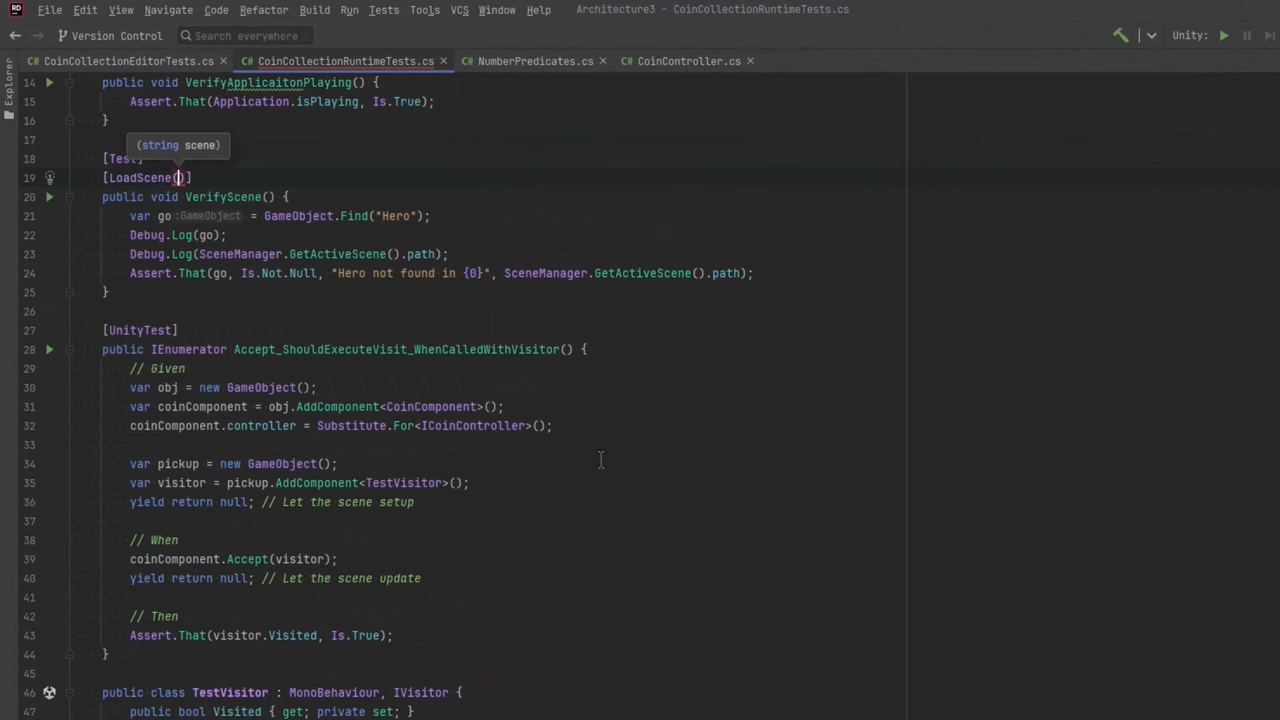 File Edit View Navigate Code Refactor Build Run Tests Tools VCS Window Help Architecture3 - CoinCollectionRuntimeTests.cs
Version Control Search everywhere Unity:
CoinCollectionEditorTests.cs CoinCollectionRuntimeTests.cs NumberPredicates.cs CoinController.cs
Explorer
14 public void VerifyApplicaitonPlaying() {
15 Assert.That(Application.isPlaying, Is.True);
16 }
17
(string scene)
18 [Test]
19 [LoadScene()]
20 public void VerifyScene() {
21 var go :GameObject = GameObject.Find("Hero");
22 Debug.Log(go);
23 Debug.Log(SceneManager.GetActiveScene().path);
24 Assert.That(go, Is.Not.Null, "Hero not found in {0}", SceneManager.GetActiveScene().path);
25 }
26
27 [UnityTest]
28 public IEnumerator Accept_ShouldExecuteVisit_WhenCalledWithVisitor() {
29 // Given
30 var obj = new GameObject();
31 var coinComponent = obj.AddComponent<CoinComponent>();
32 coinComponent.controller = Substitute.For<ICoinController>();
33
34 var pickup = new GameObject();
35 var visitor = pickup.AddComponent<TestVisitor>();
36 yield return null; // Let the scene setup
37
38 // When
39 coinComponent.Accept(visitor);
40 yield return null; // Let the scene update
41
42 // Then
43 Assert.That(visitor.Visited, Is.True);
44 }
45
46 public class TestVisitor : MonoBehaviour, IVisitor {
47 public bool Visited { get; private set; }